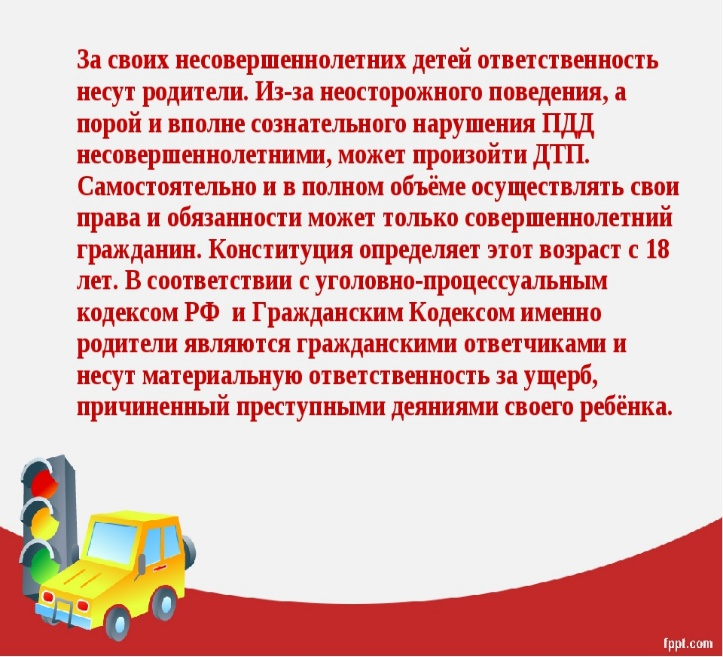 За своих несовершеннолетних детей ответственность
несут родители. Из-за неосторожного поведения, а
порой и вполне сознательного нарушения ПДД
несовершеннолетними, может произойти ДТП.
Самостоятельно и в полном объёме осуществлять свои
права и обязанности может только совершеннолетний
гражданин. Конституция определяет этот возраст с 18
лет. В соответствии с уголовно-процессуальным
кодексом РФ и Гражданским Кодексом именно
родители являются гражданскими ответчиками и
несут материальную ответственность за ущерб,
причиненный преступными деяниями своего ребёнка.
fppt.com